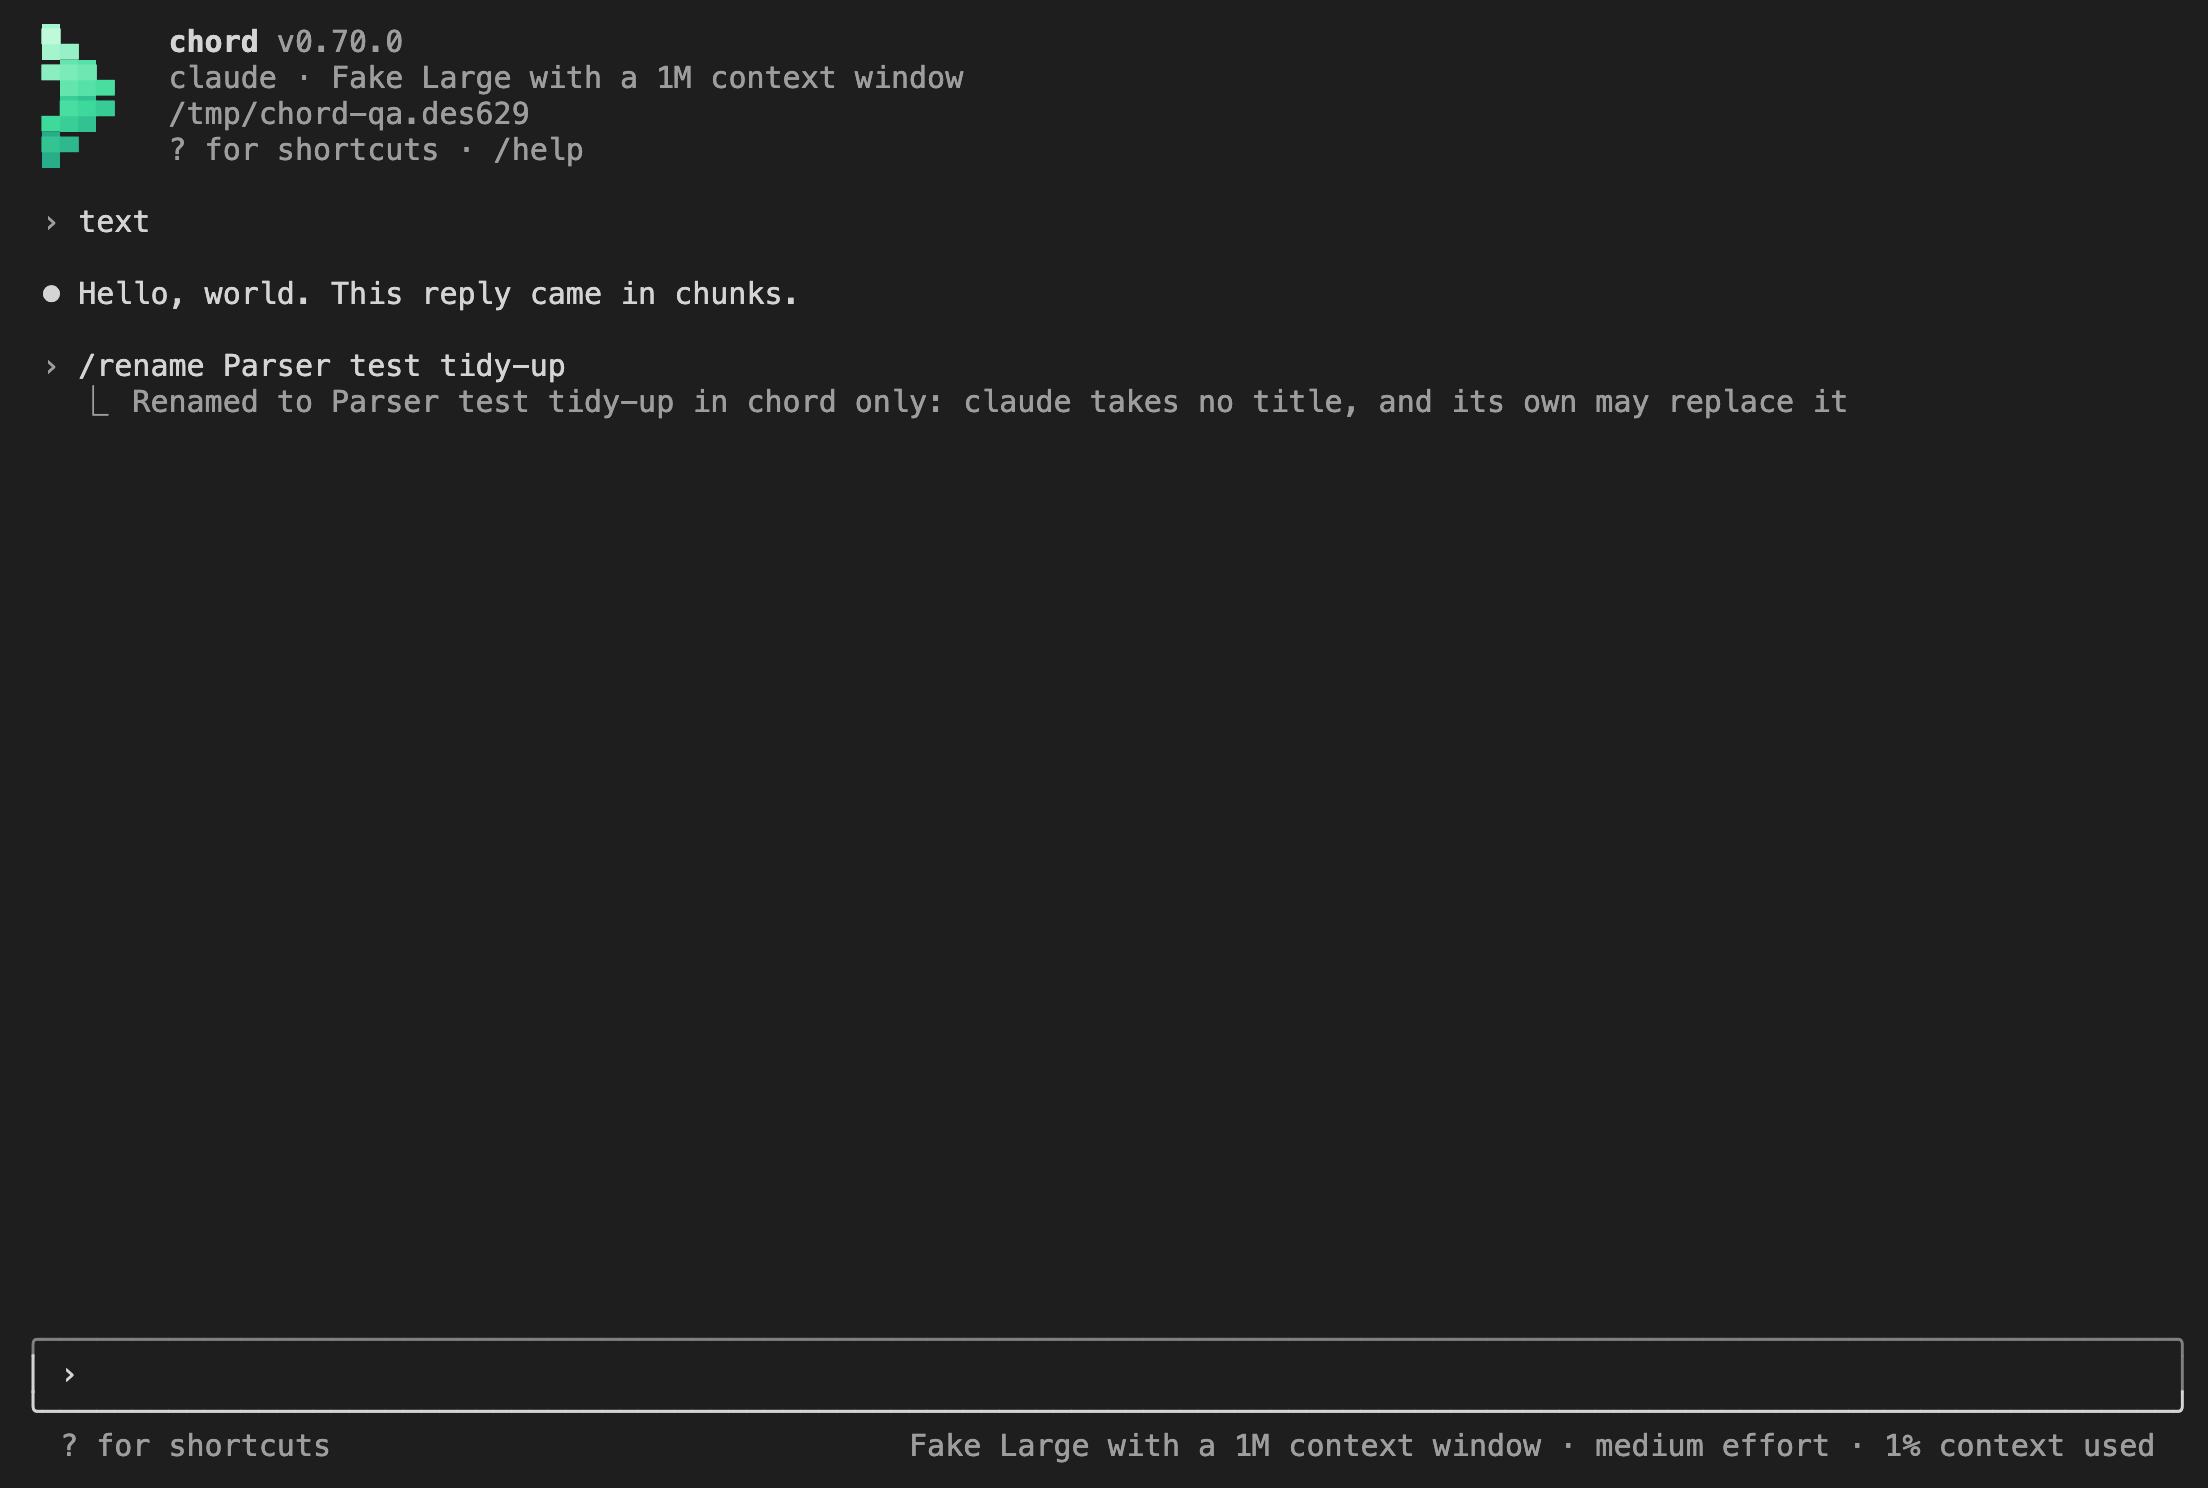 chord v0.70.0
claude · Fake Large with a 1M context window
/tmp/chord-qa.des629
? for shortcuts · /help
› text
● Hello, world. This reply came in chunks.
› /rename Parser test tidy-up
⎿ Renamed to Parser test tidy-up in chord only: claude takes no title, and its own may replace it
›
? for shortcuts Fake Large with a 1M context window · medium effort · 1% context used